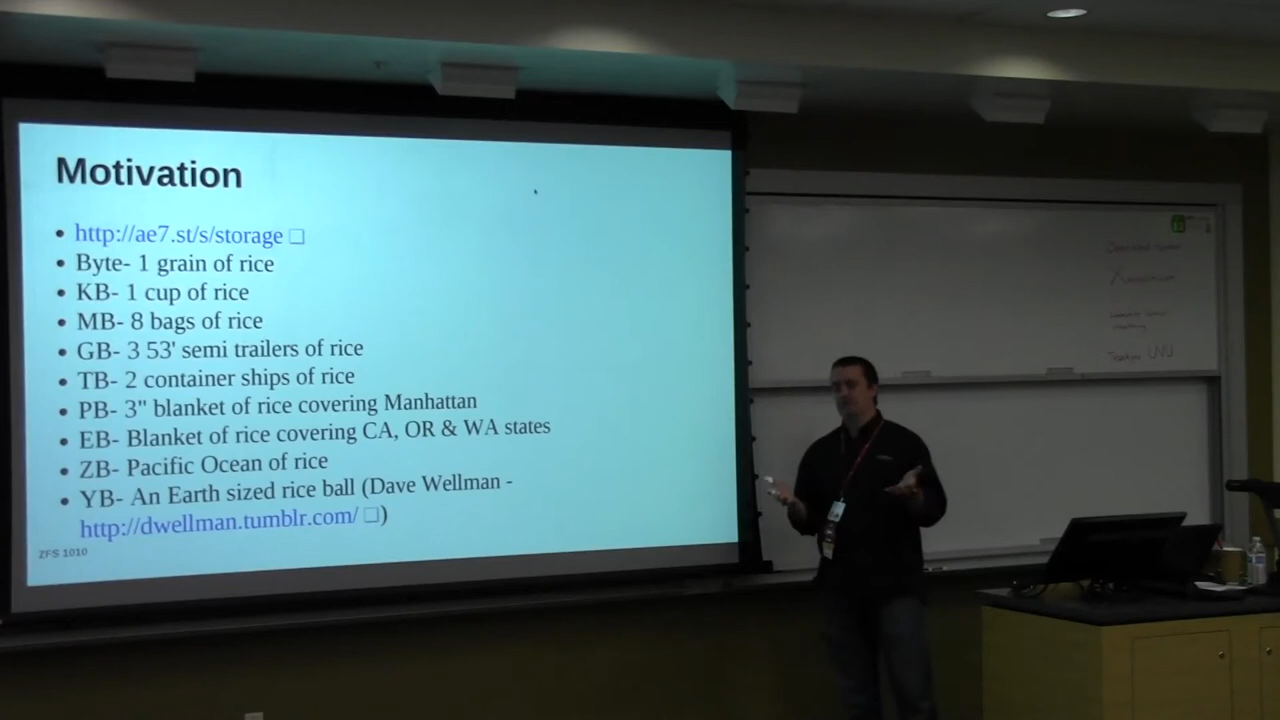 Motivation
• http://ae7.st/s/storage
• Byte- 1 grain of rice
• KB- 1 cup of rice
• MB- 8 bags of rice
• GB- 3 53' semi trailers of rice
• TB- 2 container ships of rice
• PB- 3" blanket of rice covering Manhattan
• EB- Blanket of rice covering CA, OR & WA states
• ZB- Pacific Ocean of rice
• YB- An Earth sized rice ball (Dave Wellman -
http://dwellman.tumblr.com/ )
ZFS 1010
UVU